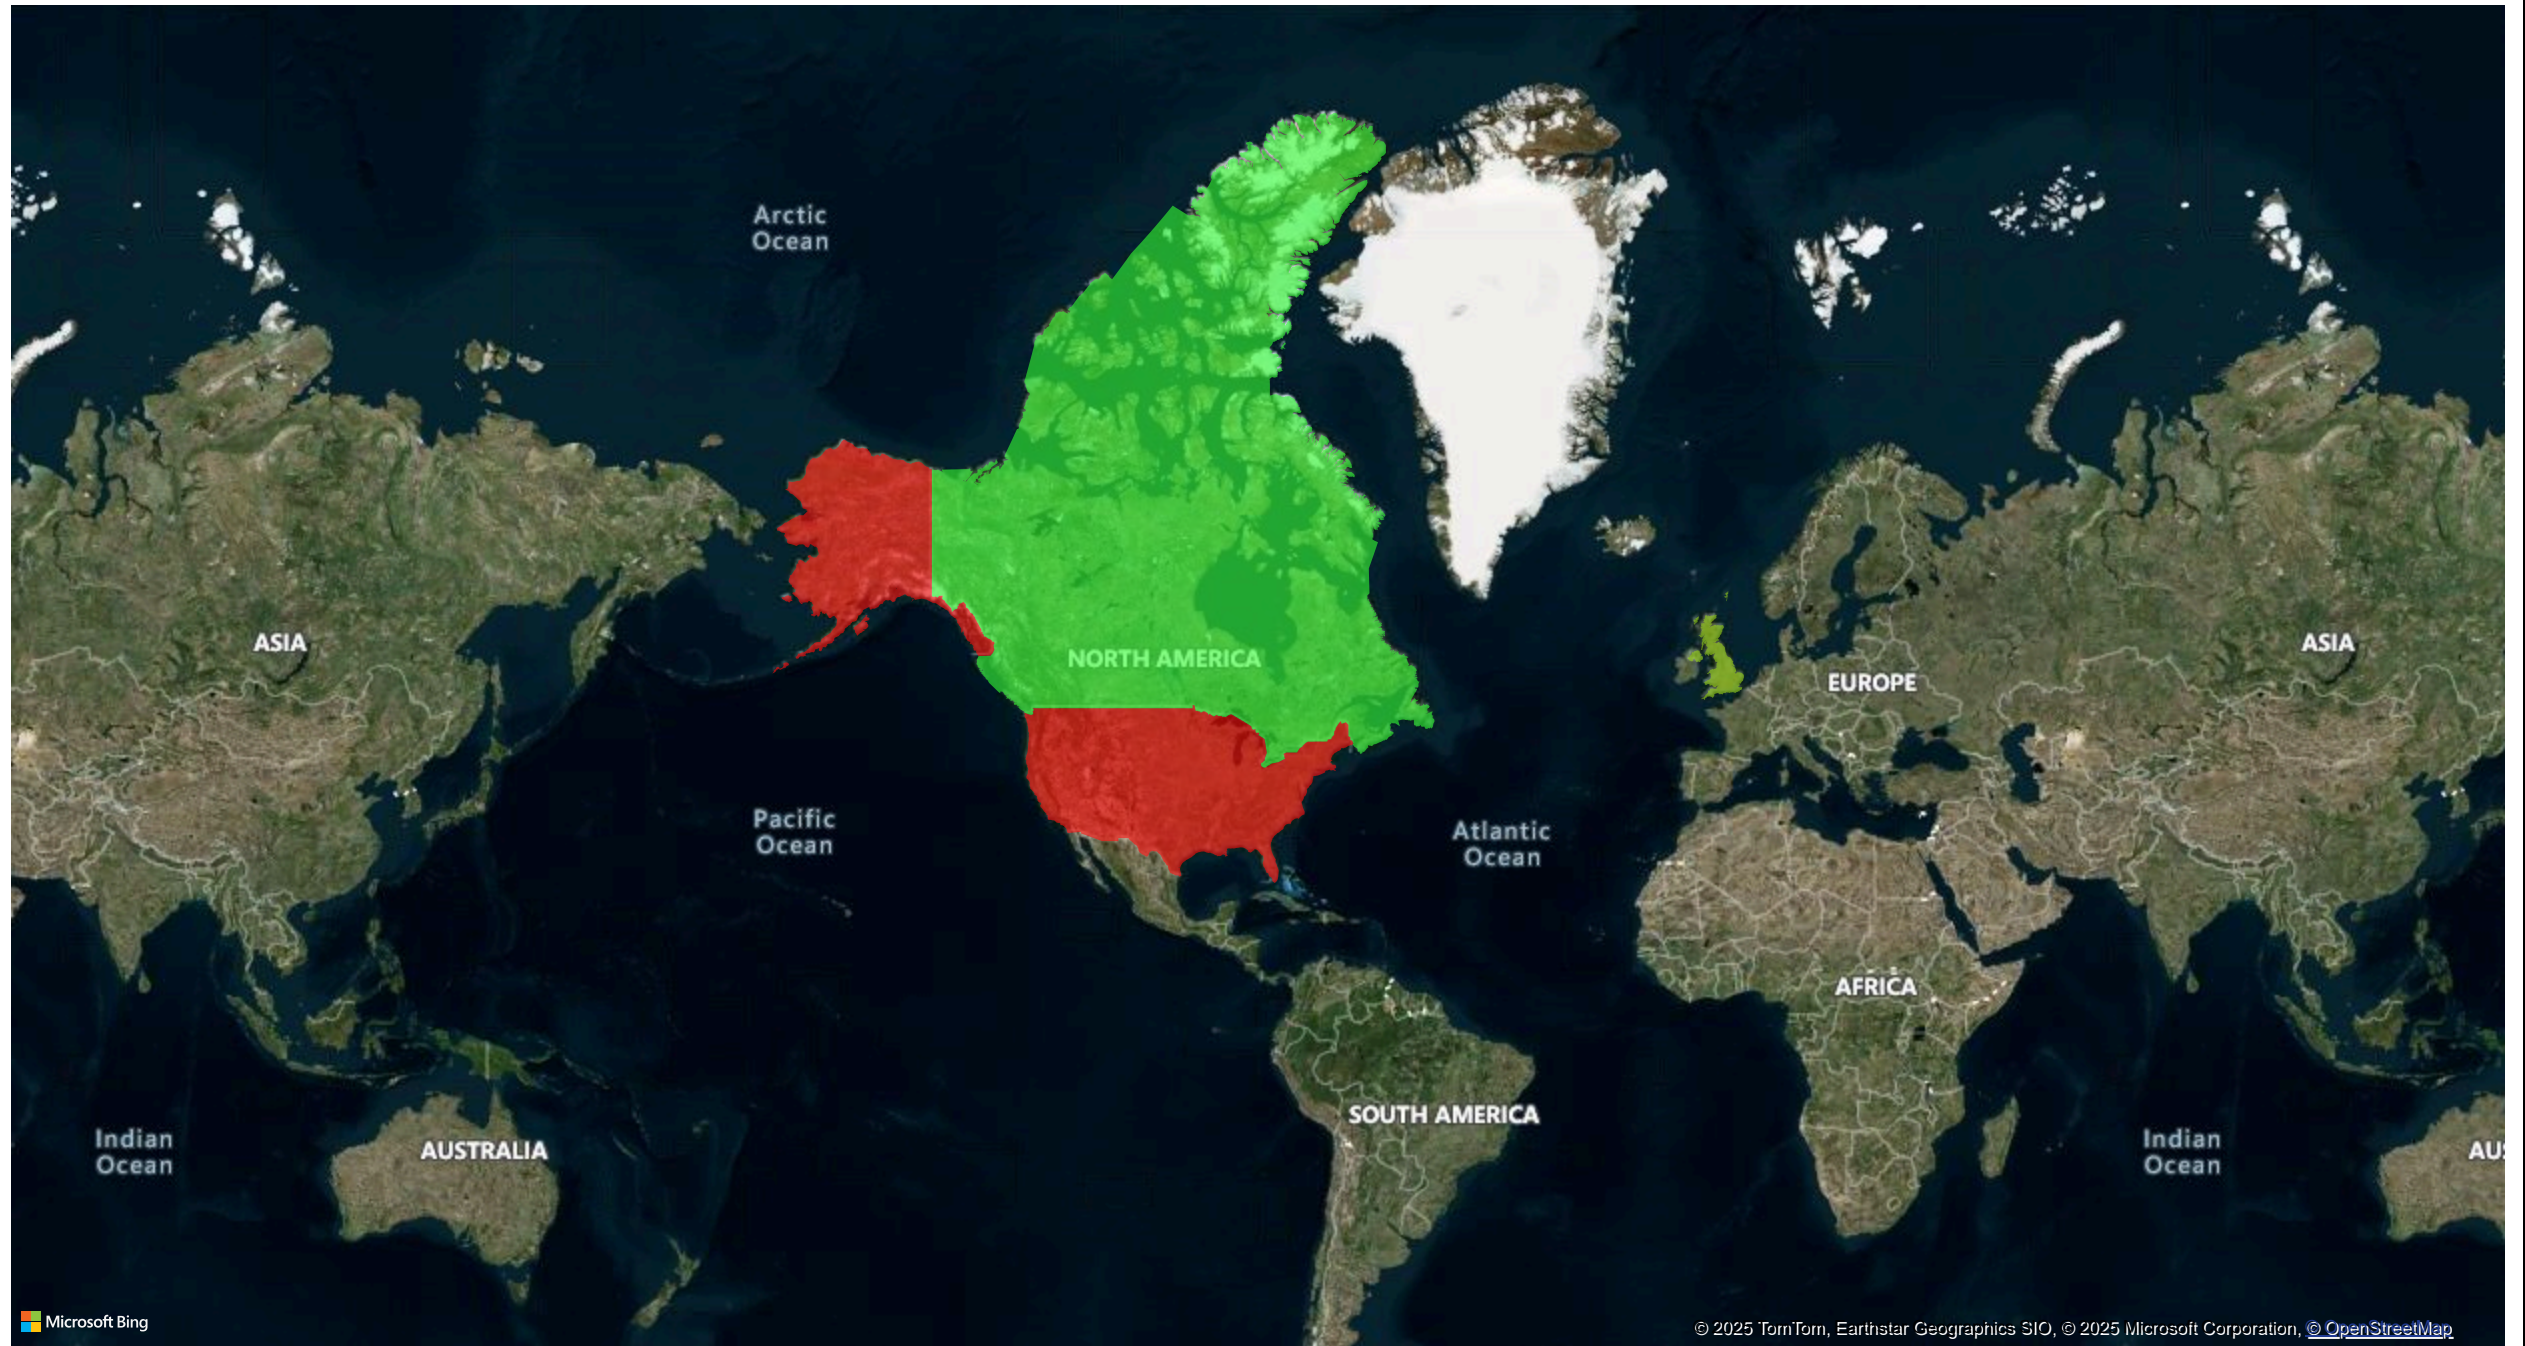 Arctic
Ocean
ASIA
NORTH AMERICA
EUROPE
ASIA
Pacific
Ocean
Atlantic
Ocean
AFRICA
SOUTH AMERICA
Indian
Ocean
AUSTRALIA
Indian
Ocean
AUS
Microsoft Bing
© 2025 TomTom, Earthstar Geographics SIO, © 2025 Microsoft Corporation, © OpenStreetMap